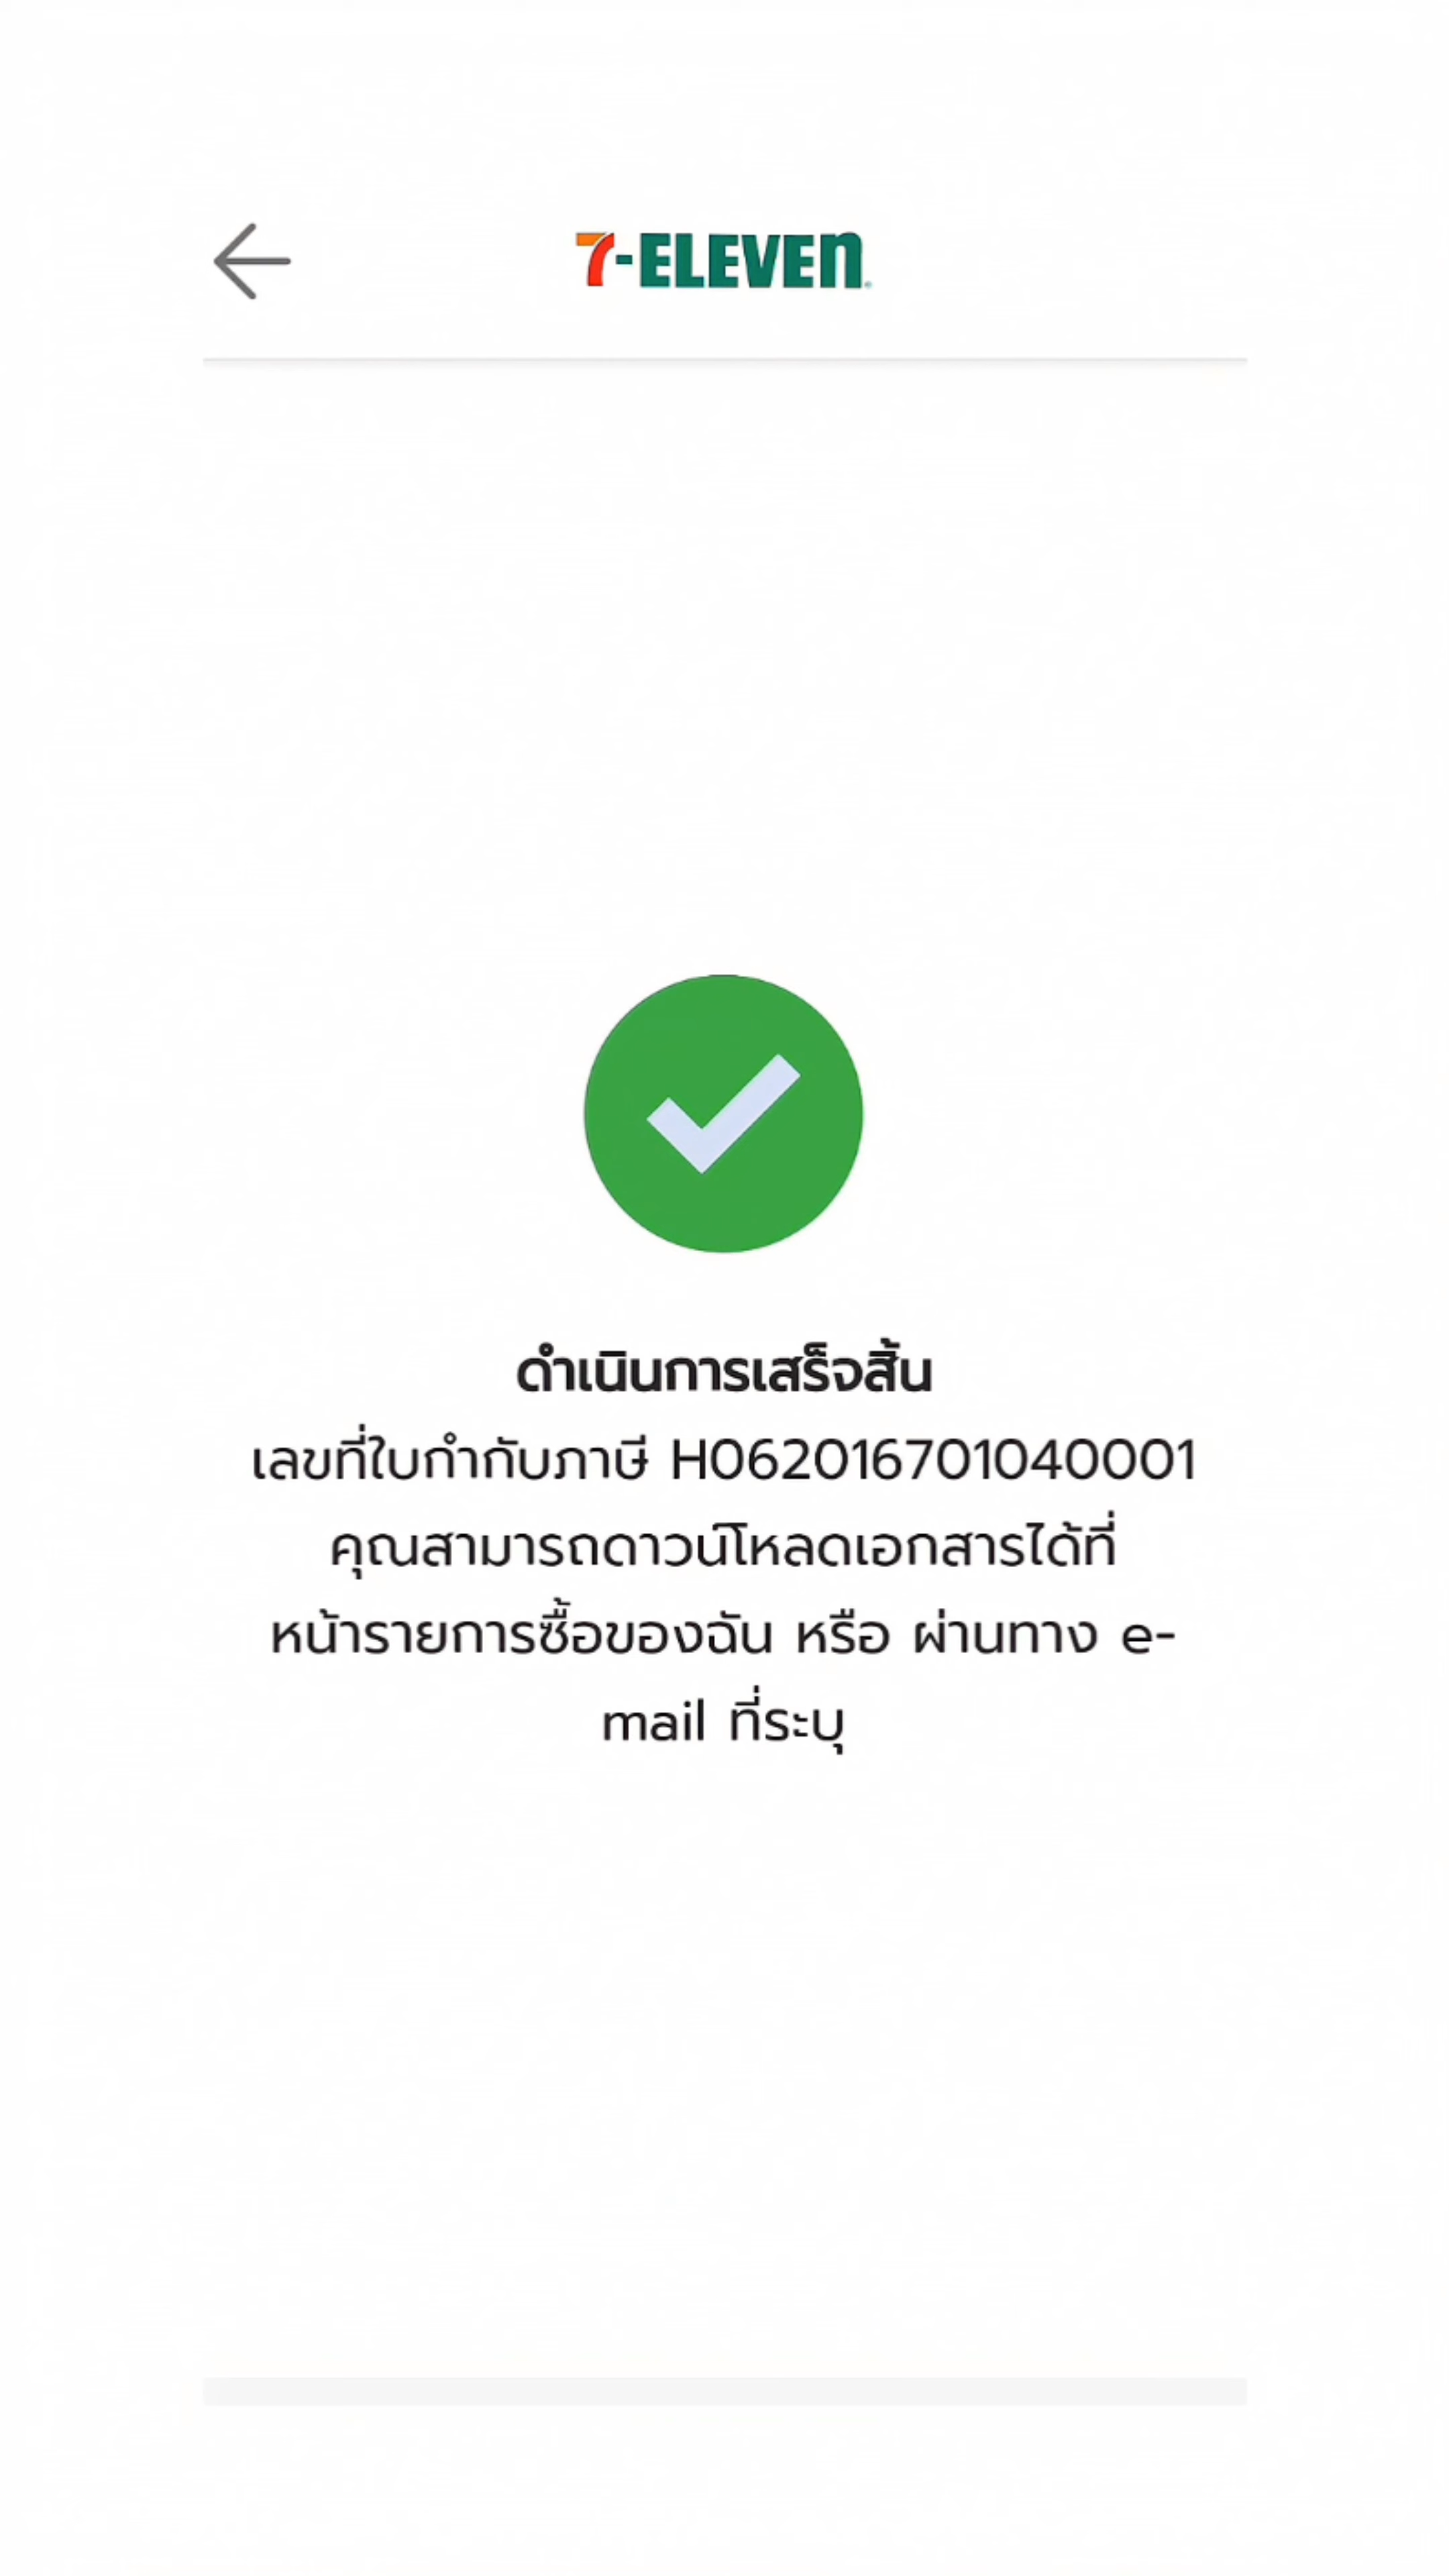 7-ELEVEn
ดำเนินการเสร็จสิ้น
เลขที่ใบกำกับภาษี H062016701040001
คุณสามารถดาวน์โหลดเอกสารได้ที่
หน้ารายการซื้อของฉัน หรือ ผ่านทาง e-
mail ที่ระบุ